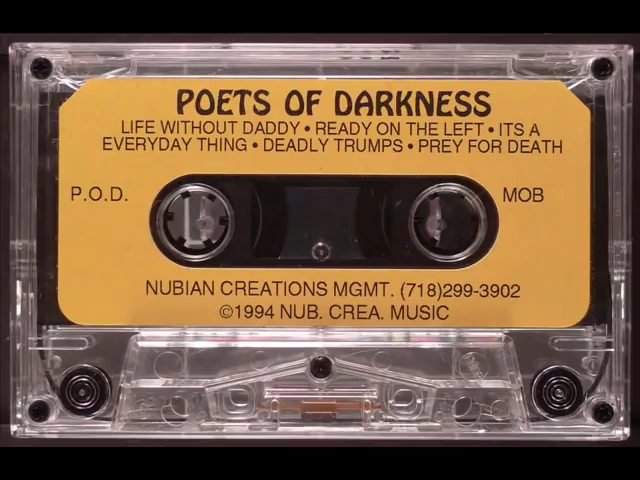 POETS OF DARKNESS
LIFE WITHOUT DADDY • READY ON THE LEFT • ITS A
EVERYDAY THING • DEADLY TRUMPS • PREY FOR DEATH
P.O.D.
MOB
NUBIAN CREATIONS MGMT. (718)299-3902
©1994 NUB. CREA. MUSIC